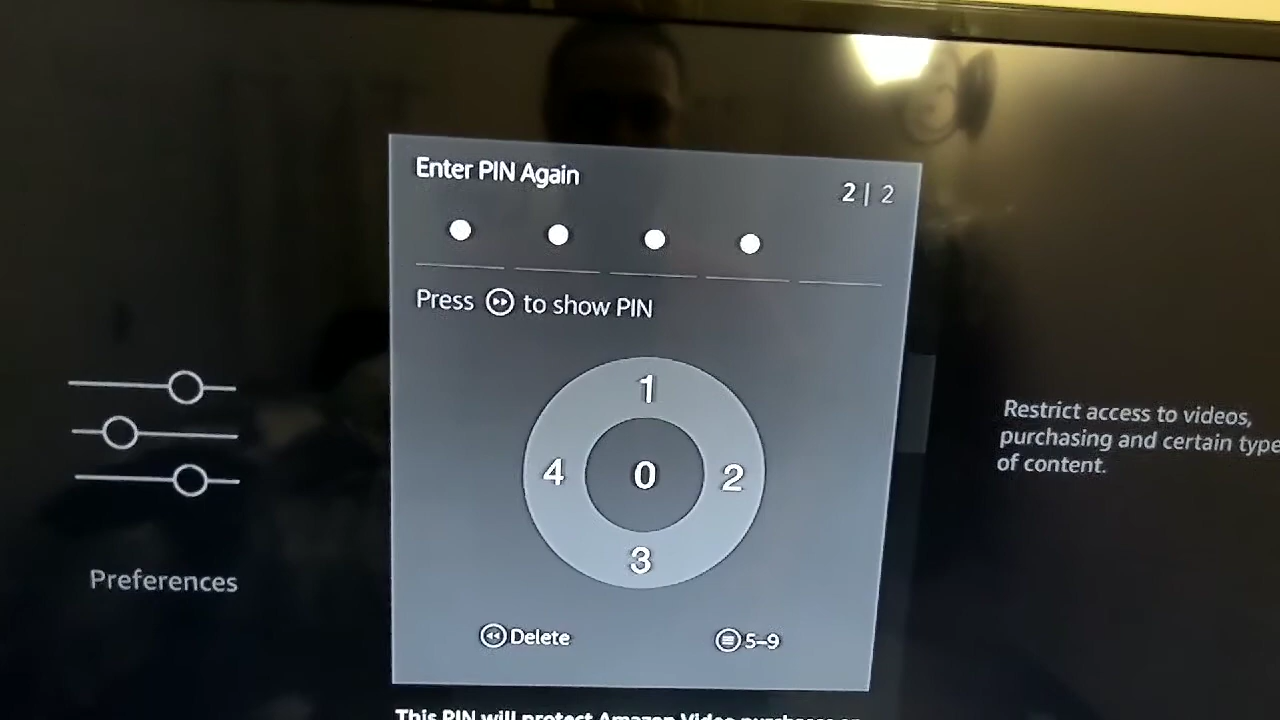 Enter PIN Again
2 | 2
Press to show PIN
1
4 0 2
3
Delete
5–9
Preferences
Restrict access to videos,
purchasing and certain type
of content.
This PIN will protect Amazon Video purchases